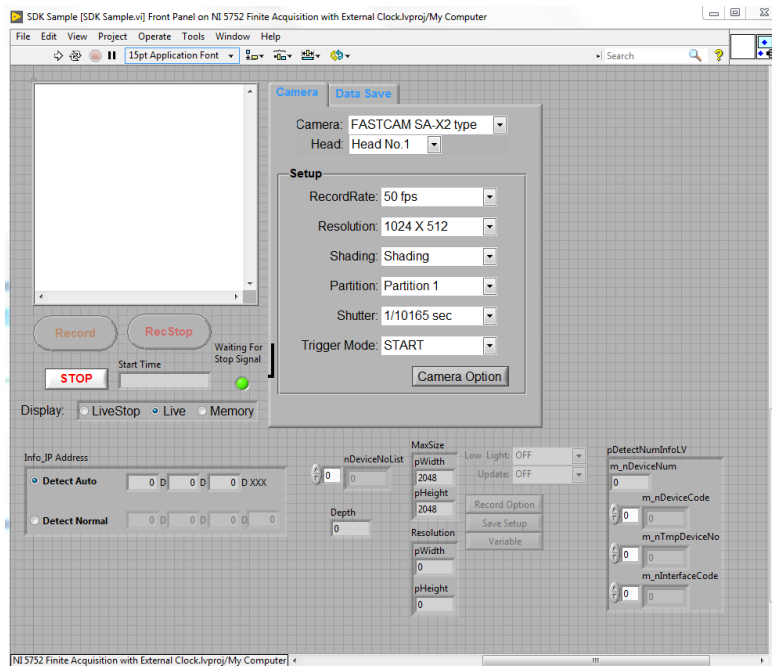 SDK Sample [SDK Sample.vi] Front Panel on NI 5752 Finite Acquisition with External Clock.lvproj/My Computer
File Edit View Project Operate Tools Window Help
15pt Application Font
Search
?
Camera Data Save
Camera: FASTCAM SA-X2 type
Head: Head No.1
Setup
RecordRate: 50 fps
Resolution: 1024 X 512
Shading: Shading
Partition: Partition 1
Shutter: 1/10165 sec
Trigger Mode: START
Camera Option
Record RecStop
Waiting For
Stop Signal
Start Time
STOP
Display: LiveStop Live Memory
Info_IP Address
Detect Auto 0 D 0 D 0 D XXX
Detect Normal 0 D 0 D 0 D 0
nDeviceNoList
0 0
Depth
0
MaxSize
pWidth
2048
pHeight
2048
Resolution
pWidth
0
pHeight
0
Low Light: OFF
Update: OFF
Record Option
Save Setup
Variable
pDetectNumInfoLV
m_nDeviceNum
0
m_nDeviceCode
0 0
m_nTmpDeviceNo
0 0
m_nInterfaceCode
0 0
NI 5752 Finite Acquisition with External Clock.lvproj/My Computer